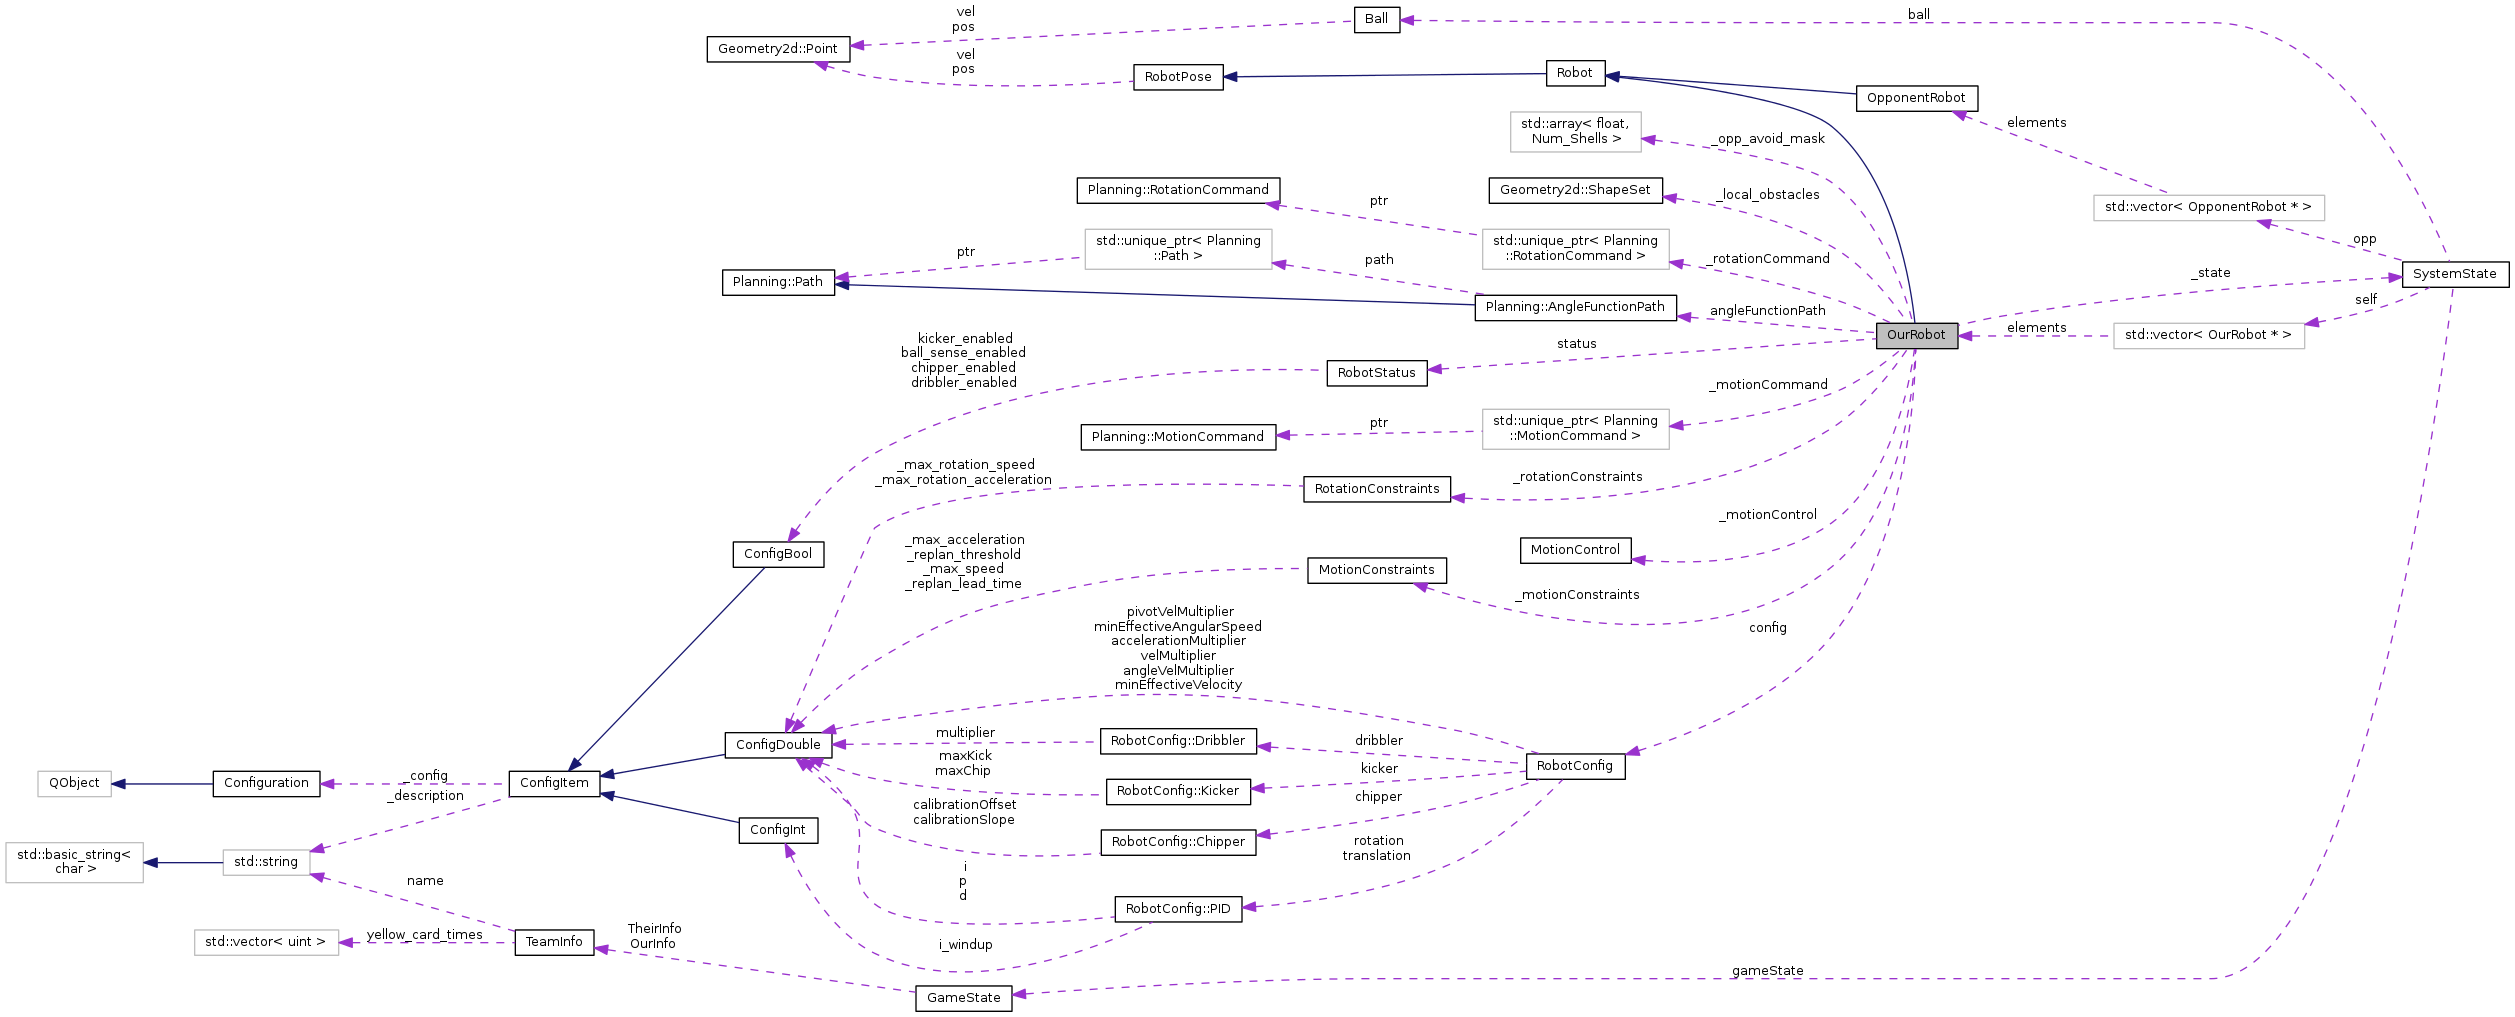 vel
pos
Ball
ball
Geometry2d::Point
vel
pos
RobotPose
Robot
OpponentRobot
std::array< float,
Num_Shells >
_opp_avoid_mask
elements
Planning::RotationCommand
ptr
Geometry2d::ShapeSet
_local_obstacles
std::vector< OpponentRobot * >
opp
std::unique_ptr< Planning
::Path >
ptr
path
std::unique_ptr< Planning
::RotationCommand >
_rotationCommand
_state
SystemState
Planning::Path
Planning::AngleFunctionPath
angleFunctionPath
self
OurRobot
elements
std::vector< OurRobot * >
kicker_enabled
ball_sense_enabled
chipper_enabled
dribbler_enabled
status
RobotStatus
_motionCommand
Planning::MotionCommand
ptr
std::unique_ptr< Planning
::MotionCommand >
_max_rotation_speed
_max_rotation_acceleration
RotationConstraints
_rotationConstraints
_motionControl
ConfigBool
_max_acceleration
_replan_threshold
_max_speed
_replan_lead_time
MotionControl
MotionConstraints
_motionConstraints
config
pivotVelMultiplier
minEffectiveAngularSpeed
accelerationMultiplier
velMultiplier
angleVelMultiplier
minEffectiveVelocity
ConfigDouble
multiplier
RobotConfig::Dribbler
dribbler
maxKick
maxChip
kicker
RobotConfig
QObject
Configuration
_config
_description
ConfigItem
RobotConfig::Kicker
chipper
calibrationOffset
calibrationSlope
ConfigInt
RobotConfig::Chipper
rotation
translation
std::basic_string<
char >
std::string
name
i
p
d
RobotConfig::PID
std::vector< uint >
yellow_card_times
TeamInfo
TheirInfo
OurInfo
i_windup
gameState
GameState